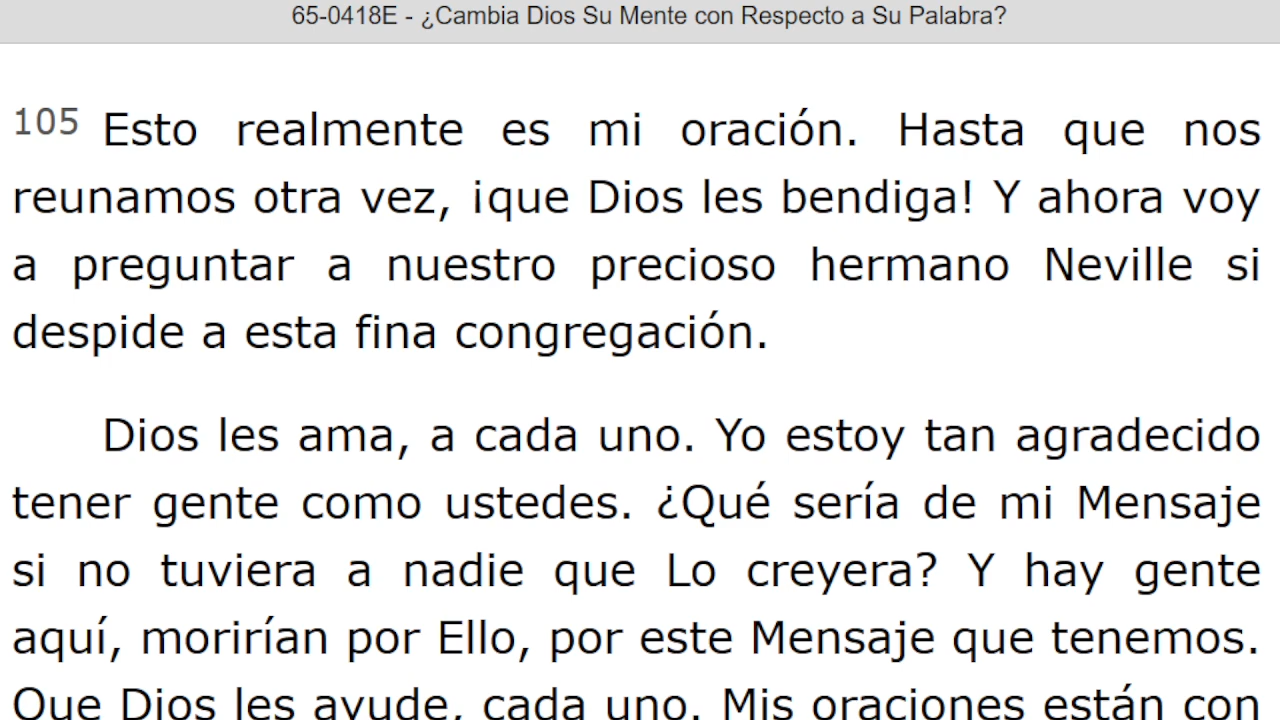 65-0418E - ¿Cambia Dios Su Mente con Respecto a Su Palabra?
105 Esto realmente es mi oración. Hasta que nos
reunamos otra vez, ¡que Dios les bendiga! Y ahora voy
a preguntar a nuestro precioso hermano Neville si
despide a esta fina congregación.
Dios les ama, a cada uno. Yo estoy tan agradecido
tener gente como ustedes. ¿Qué sería de mi Mensaje
si no tuviera a nadie que Lo creyera? Y hay gente
aquí, morirían por Ello, por este Mensaje que tenemos.
Que Dios les ayude, cada uno. Mis oraciones están con